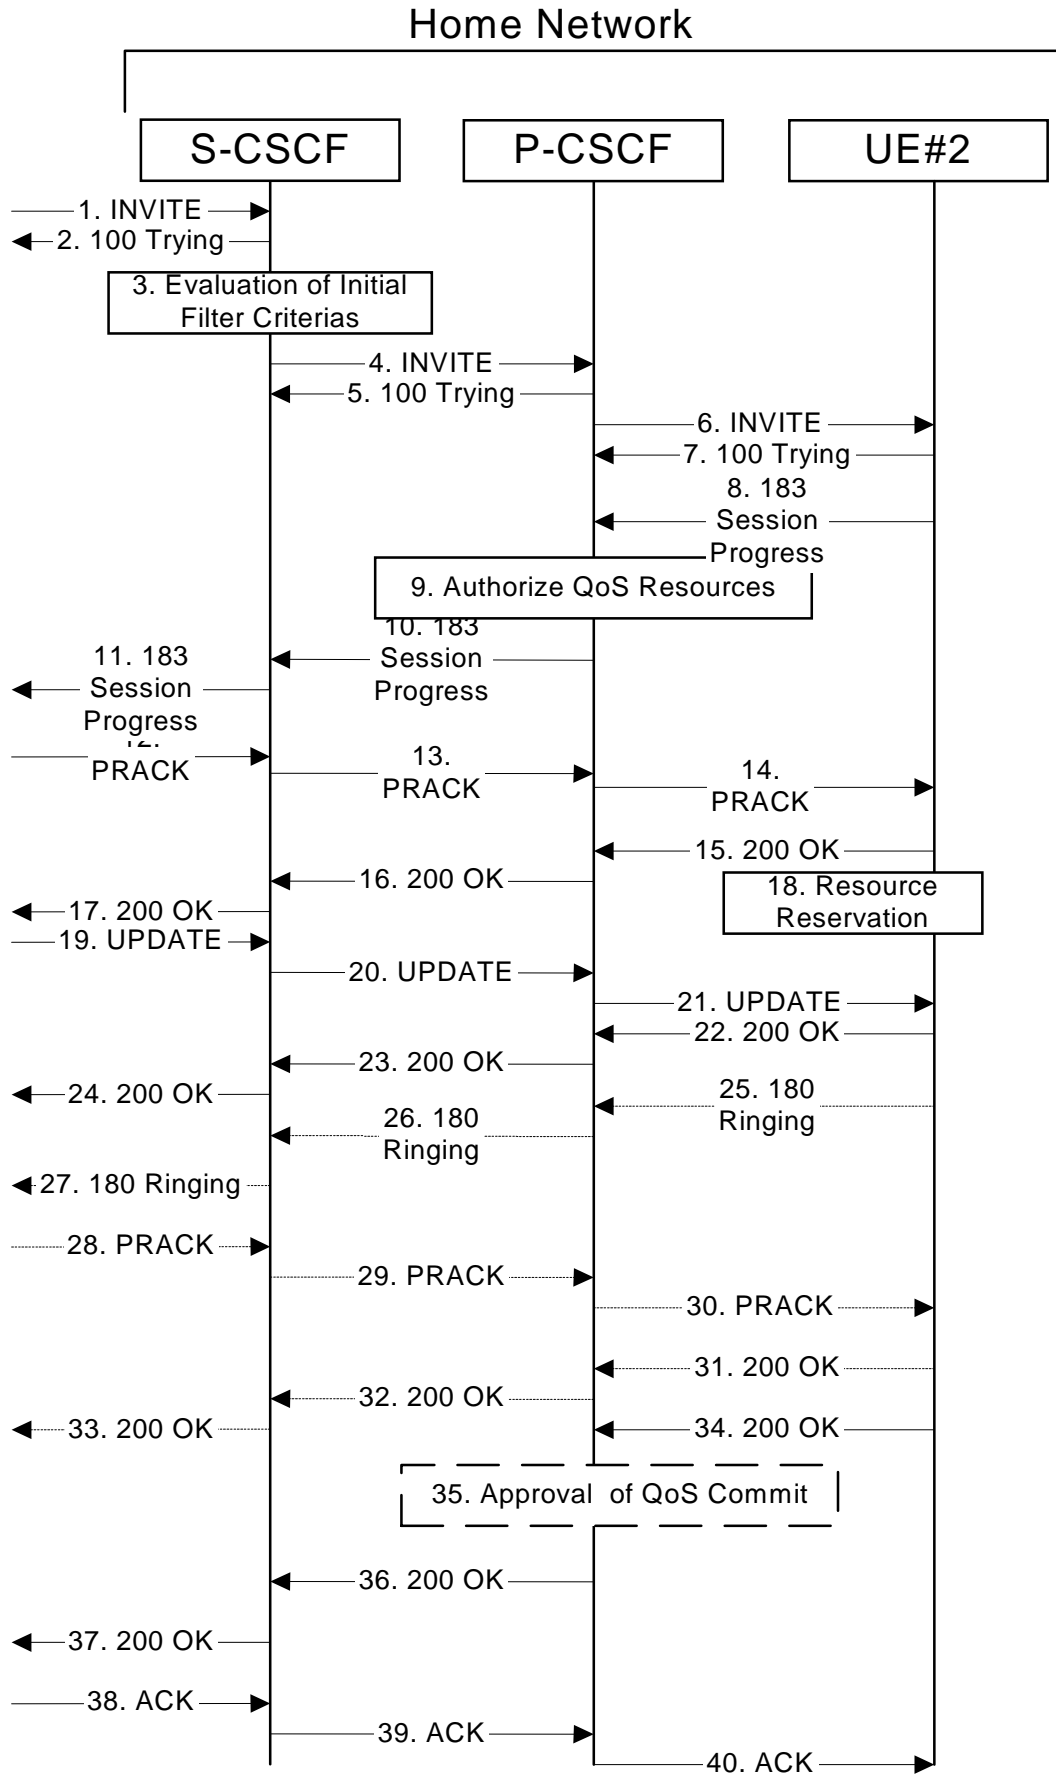 Home Network
S-CSCF
P-CSCF
UE#2
1. INVITE
2. 100 Trying
3. Evaluation of Initial
Filter Criterias
4. INVITE
5. 100 Trying
6. INVITE
7. 100 Trying
8. 183
Session
Progress
9. Authorize QoS Resources
10. 183
Session
Progress
11. 183
Session
Progress
12.
PRACK
13.
PRACK
14.
PRACK
15. 200 OK
16. 200 OK
17. 200 OK
18. Resource
Reservation
19. UPDATE
20. UPDATE
21. UPDATE
22. 200 OK
23. 200 OK
24. 200 OK
25. 180
Ringing
26. 180
Ringing
27. 180 Ringing
28. PRACK
29. PRACK
30. PRACK
31. 200 OK
32. 200 OK
33. 200 OK
34. 200 OK
35. Approval of QoS Commit
36. 200 OK
37. 200 OK
38. ACK
39. ACK
40. ACK